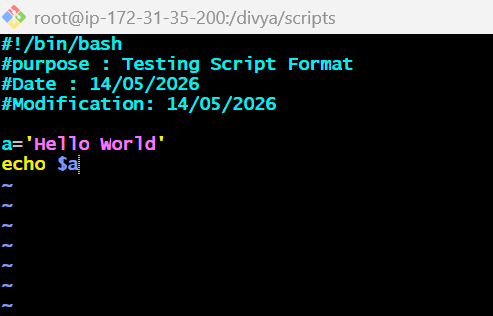 root@ip-172-31-35-200:/divya/scripts
#!/bin/bash
#purpose : Testing Script Format
#Date : 14/05/2026
#Modification: 14/05/2026
a='Hello World'
echo $a
~
~
~
~
~
~
~